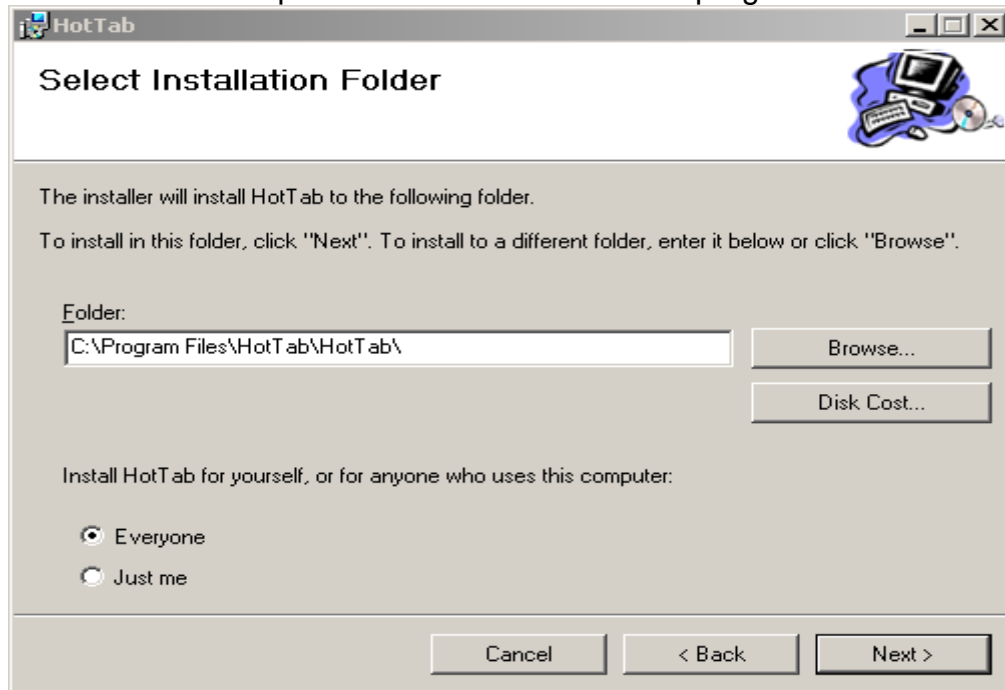 HotTab
Select Installation Folder
The installer will install HotTab to the following folder.
To install in this folder, click "Next". To install to a different folder, enter it below or click "Browse".
Folder:
C:\Program Files\HotTab\HotTab\
Browse...
Disk Cost...
Install HotTab for yourself, or for anyone who uses this computer:
Everyone
Just me
Cancel
< Back
Next >